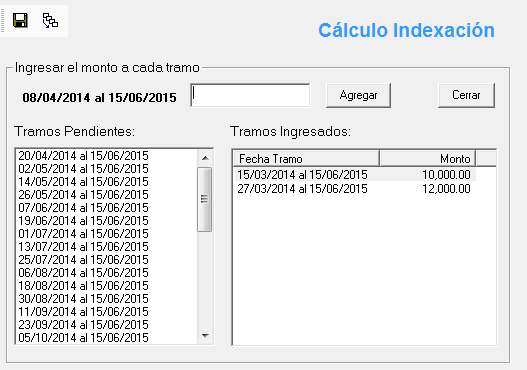 Cálculo Indexación
Ingresar el monto a cada tramo
08/04/2014 al 15/06/2015 Agregar Cerrar
Tramos Pendientes:
20/04/2014 al 15/06/2015
02/05/2014 al 15/06/2015
14/05/2014 al 15/06/2015
26/05/2014 al 15/06/2015
07/06/2014 al 15/06/2015
19/06/2014 al 15/06/2015
01/07/2014 al 15/06/2015
13/07/2014 al 15/06/2015
25/07/2014 al 15/06/2015
06/08/2014 al 15/06/2015
18/08/2014 al 15/06/2015
30/08/2014 al 15/06/2015
11/09/2014 al 15/06/2015
23/09/2014 al 15/06/2015
05/10/2014 al 15/06/2015
Tramos Ingresados:
Fecha Tramo Monto
15/03/2014 al 15/06/2015 10,000.00
27/03/2014 al 15/06/2015 12,000.00